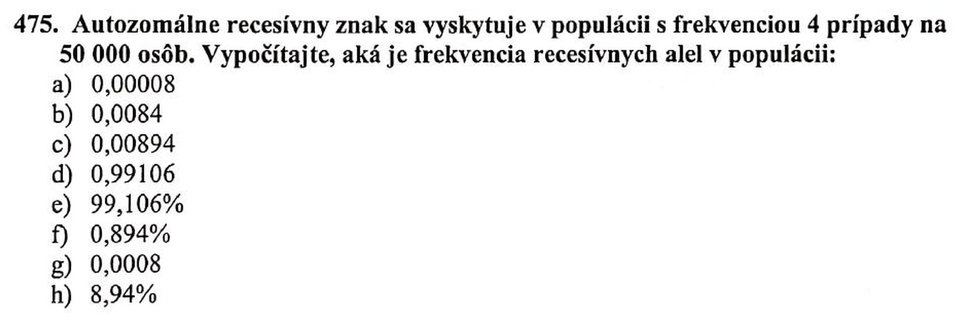 475. Autozomálne recesívny znak sa vyskytuje v populácii s frekvenciou 4 prípady na
50 000 osôb. Vypočítajte, aká je frekvencia recesívnych alel v populácii:
a) 0,00008
b) 0,0084
c) 0,00894
d) 0,99106
e) 99,106%
f) 0,894%
g) 0,0008
h) 8,94%